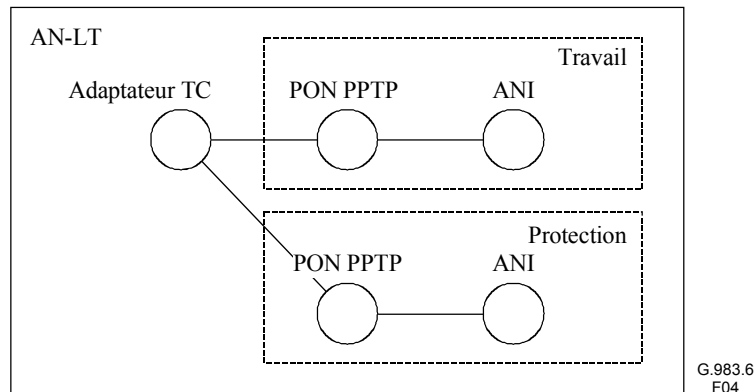 AN-LT
Travail
Adaptateur TC
PON PPTP
ANI
Protection
PON PPTP
ANI
G.983.6
F04